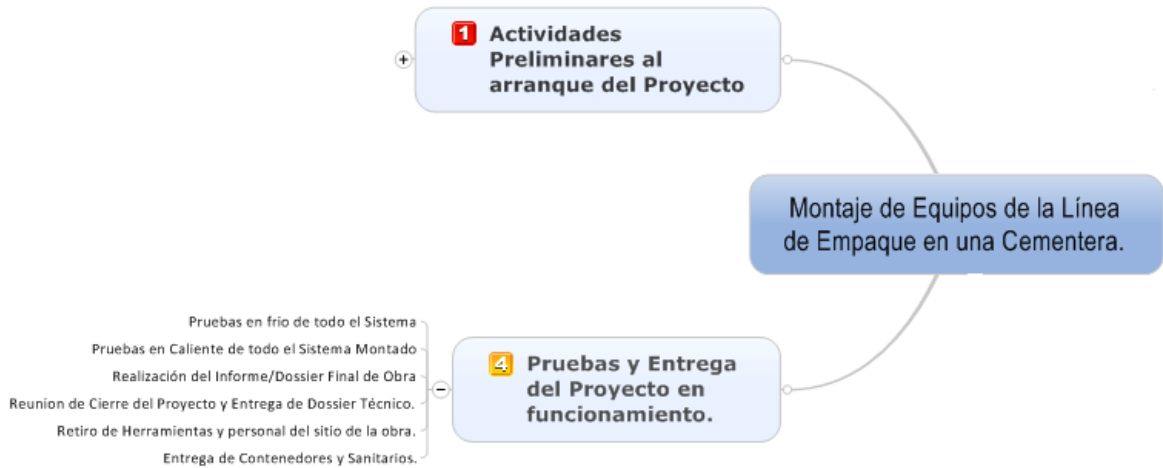 1 Actividades
Preliminares al
arranque del Proyecto
Montaje de Equipos de la Línea
de Empaque en una Cementera.
Pruebas en frio de todo el Sistema
Pruebas en Caliente de todo el Sistema Montado
Realización del Informe/Dossier Final de Obra
Reunion de Cierre del Proyecto y Entrega de Dossier Técnico.
Retiro de Herramientas y personal del sitio de la obra.
Entrega de Contenedores y Sanitarios.
4 Pruebas y Entrega
del Proyecto en
funcionamiento.